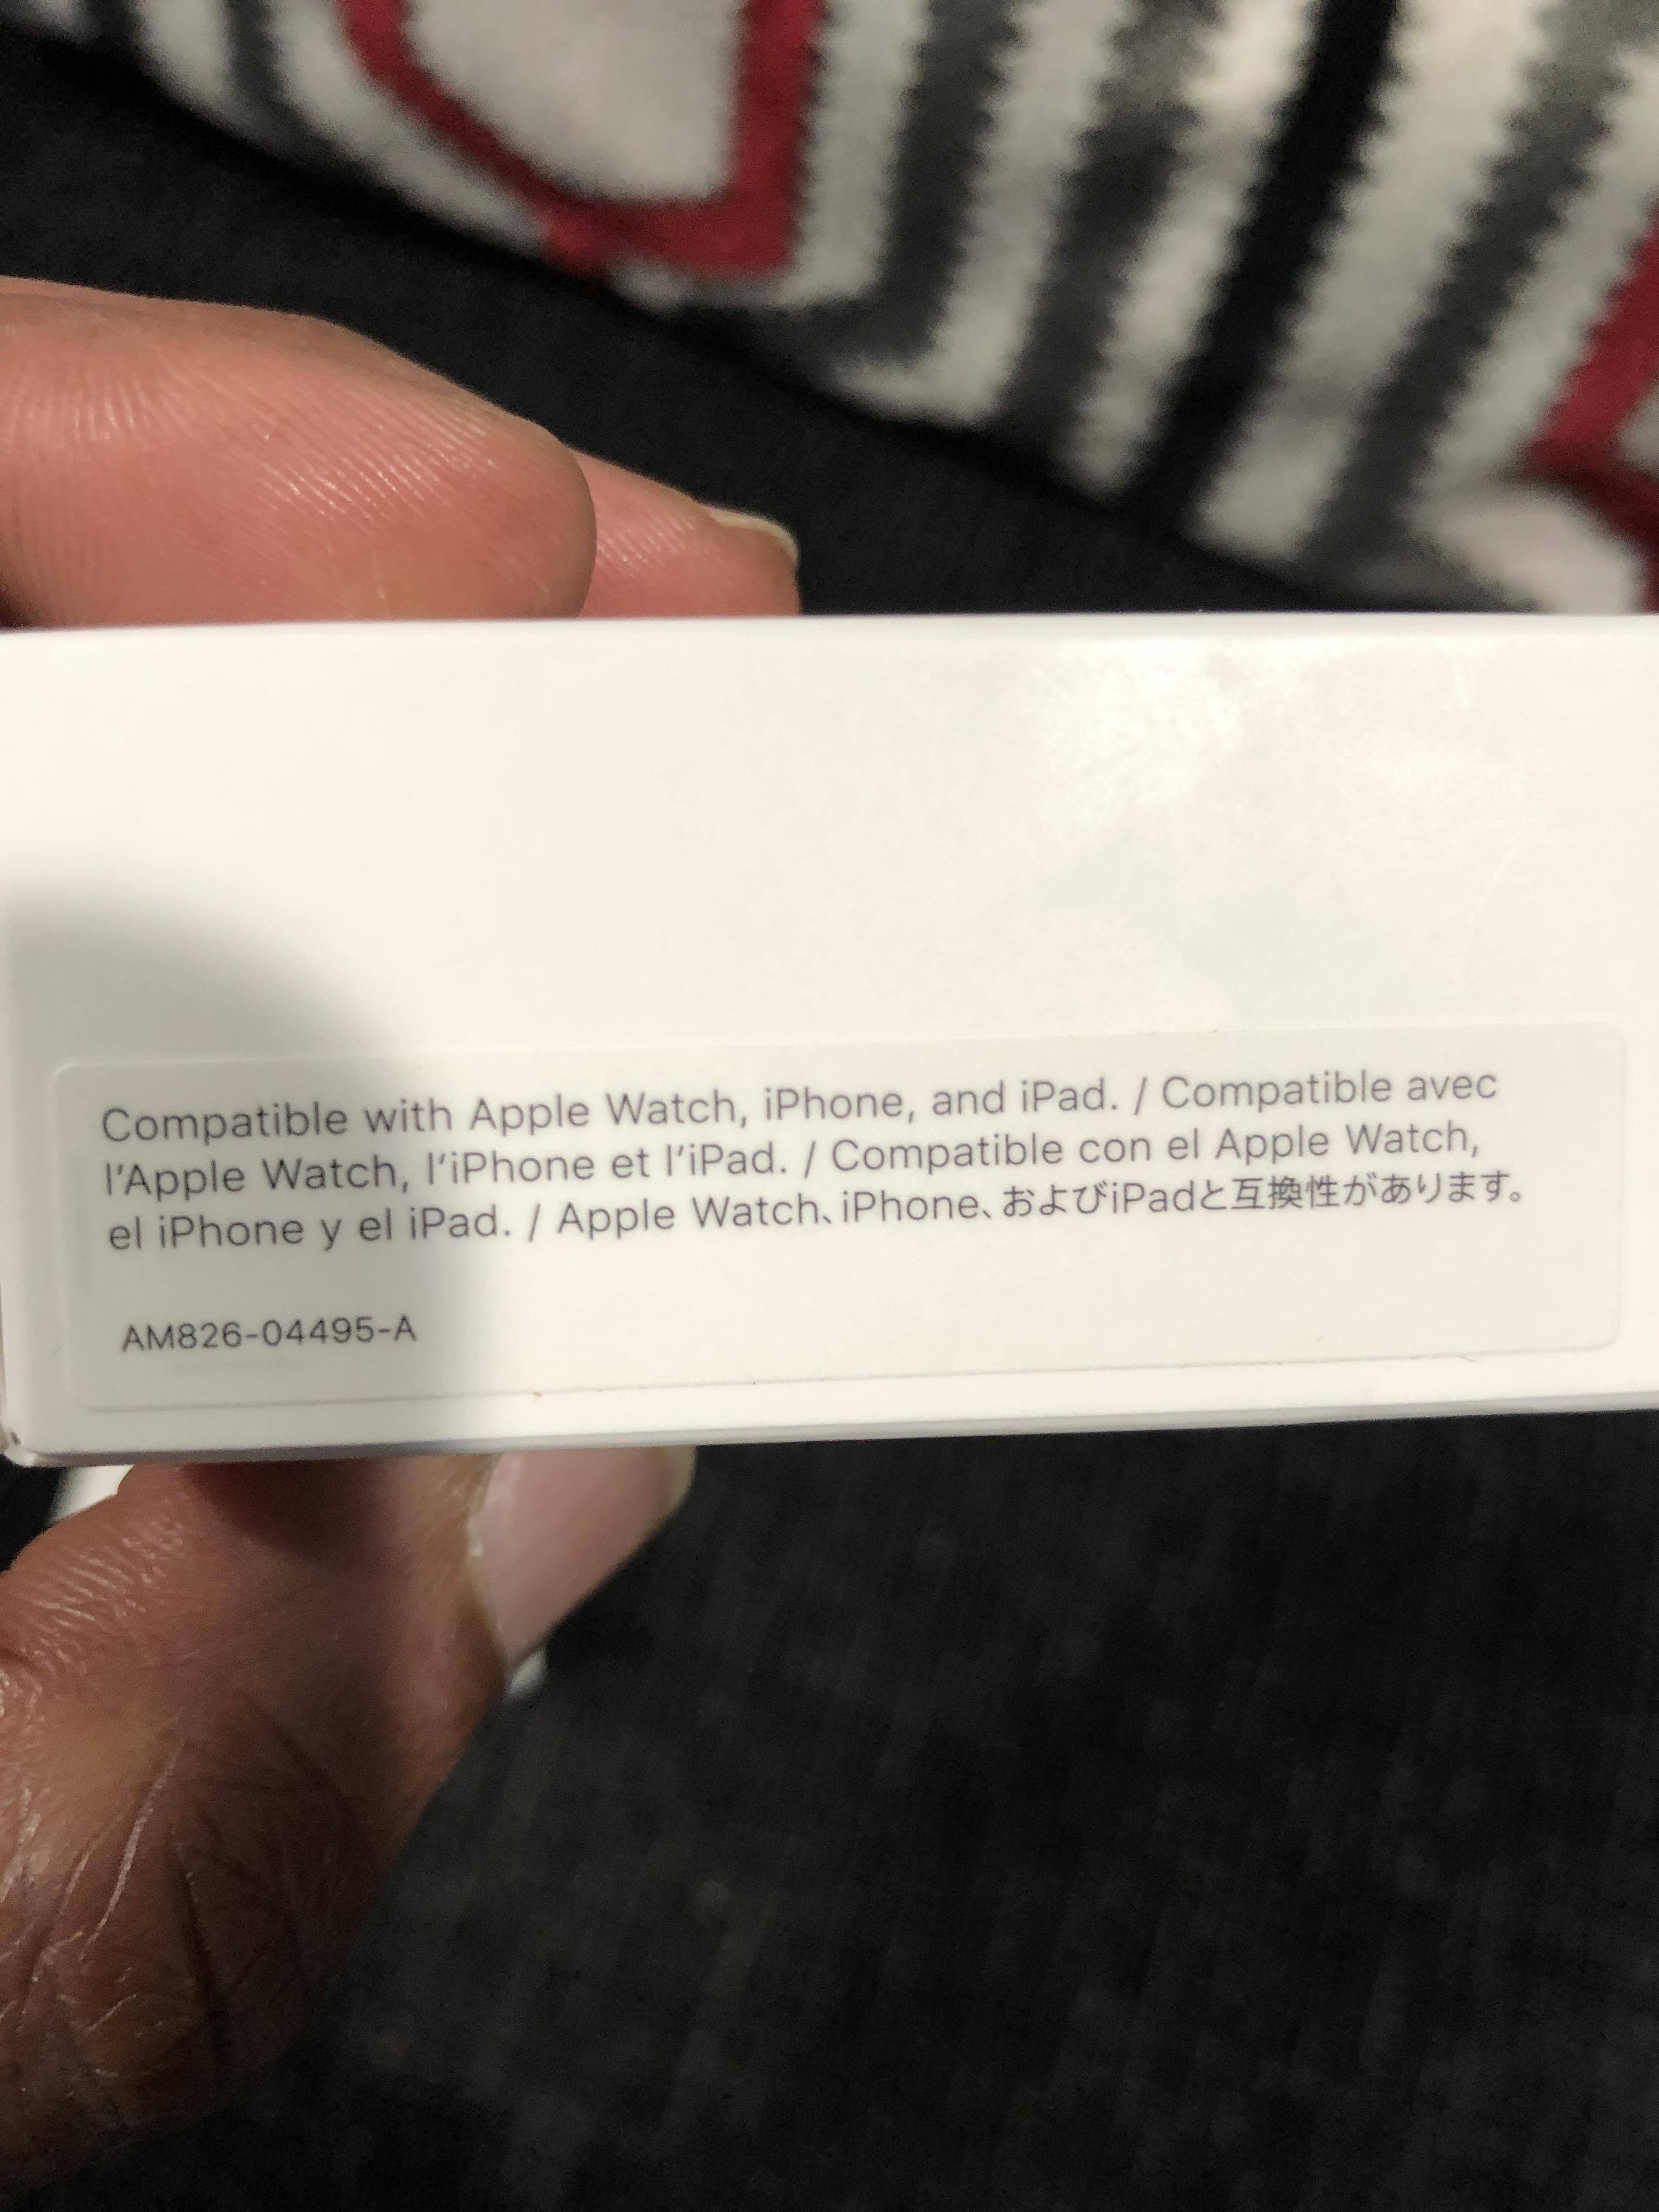 Compatible with Apple Watch, iPhone, and iPad. / Compatible avec
l'Apple Watch, l'iPhone et l'iPad. / Compatible con el Apple Watch,
el iPhone y el iPad. / Apple Watch、iPhone、およびiPadと互換性があります。
AM826-04495-A